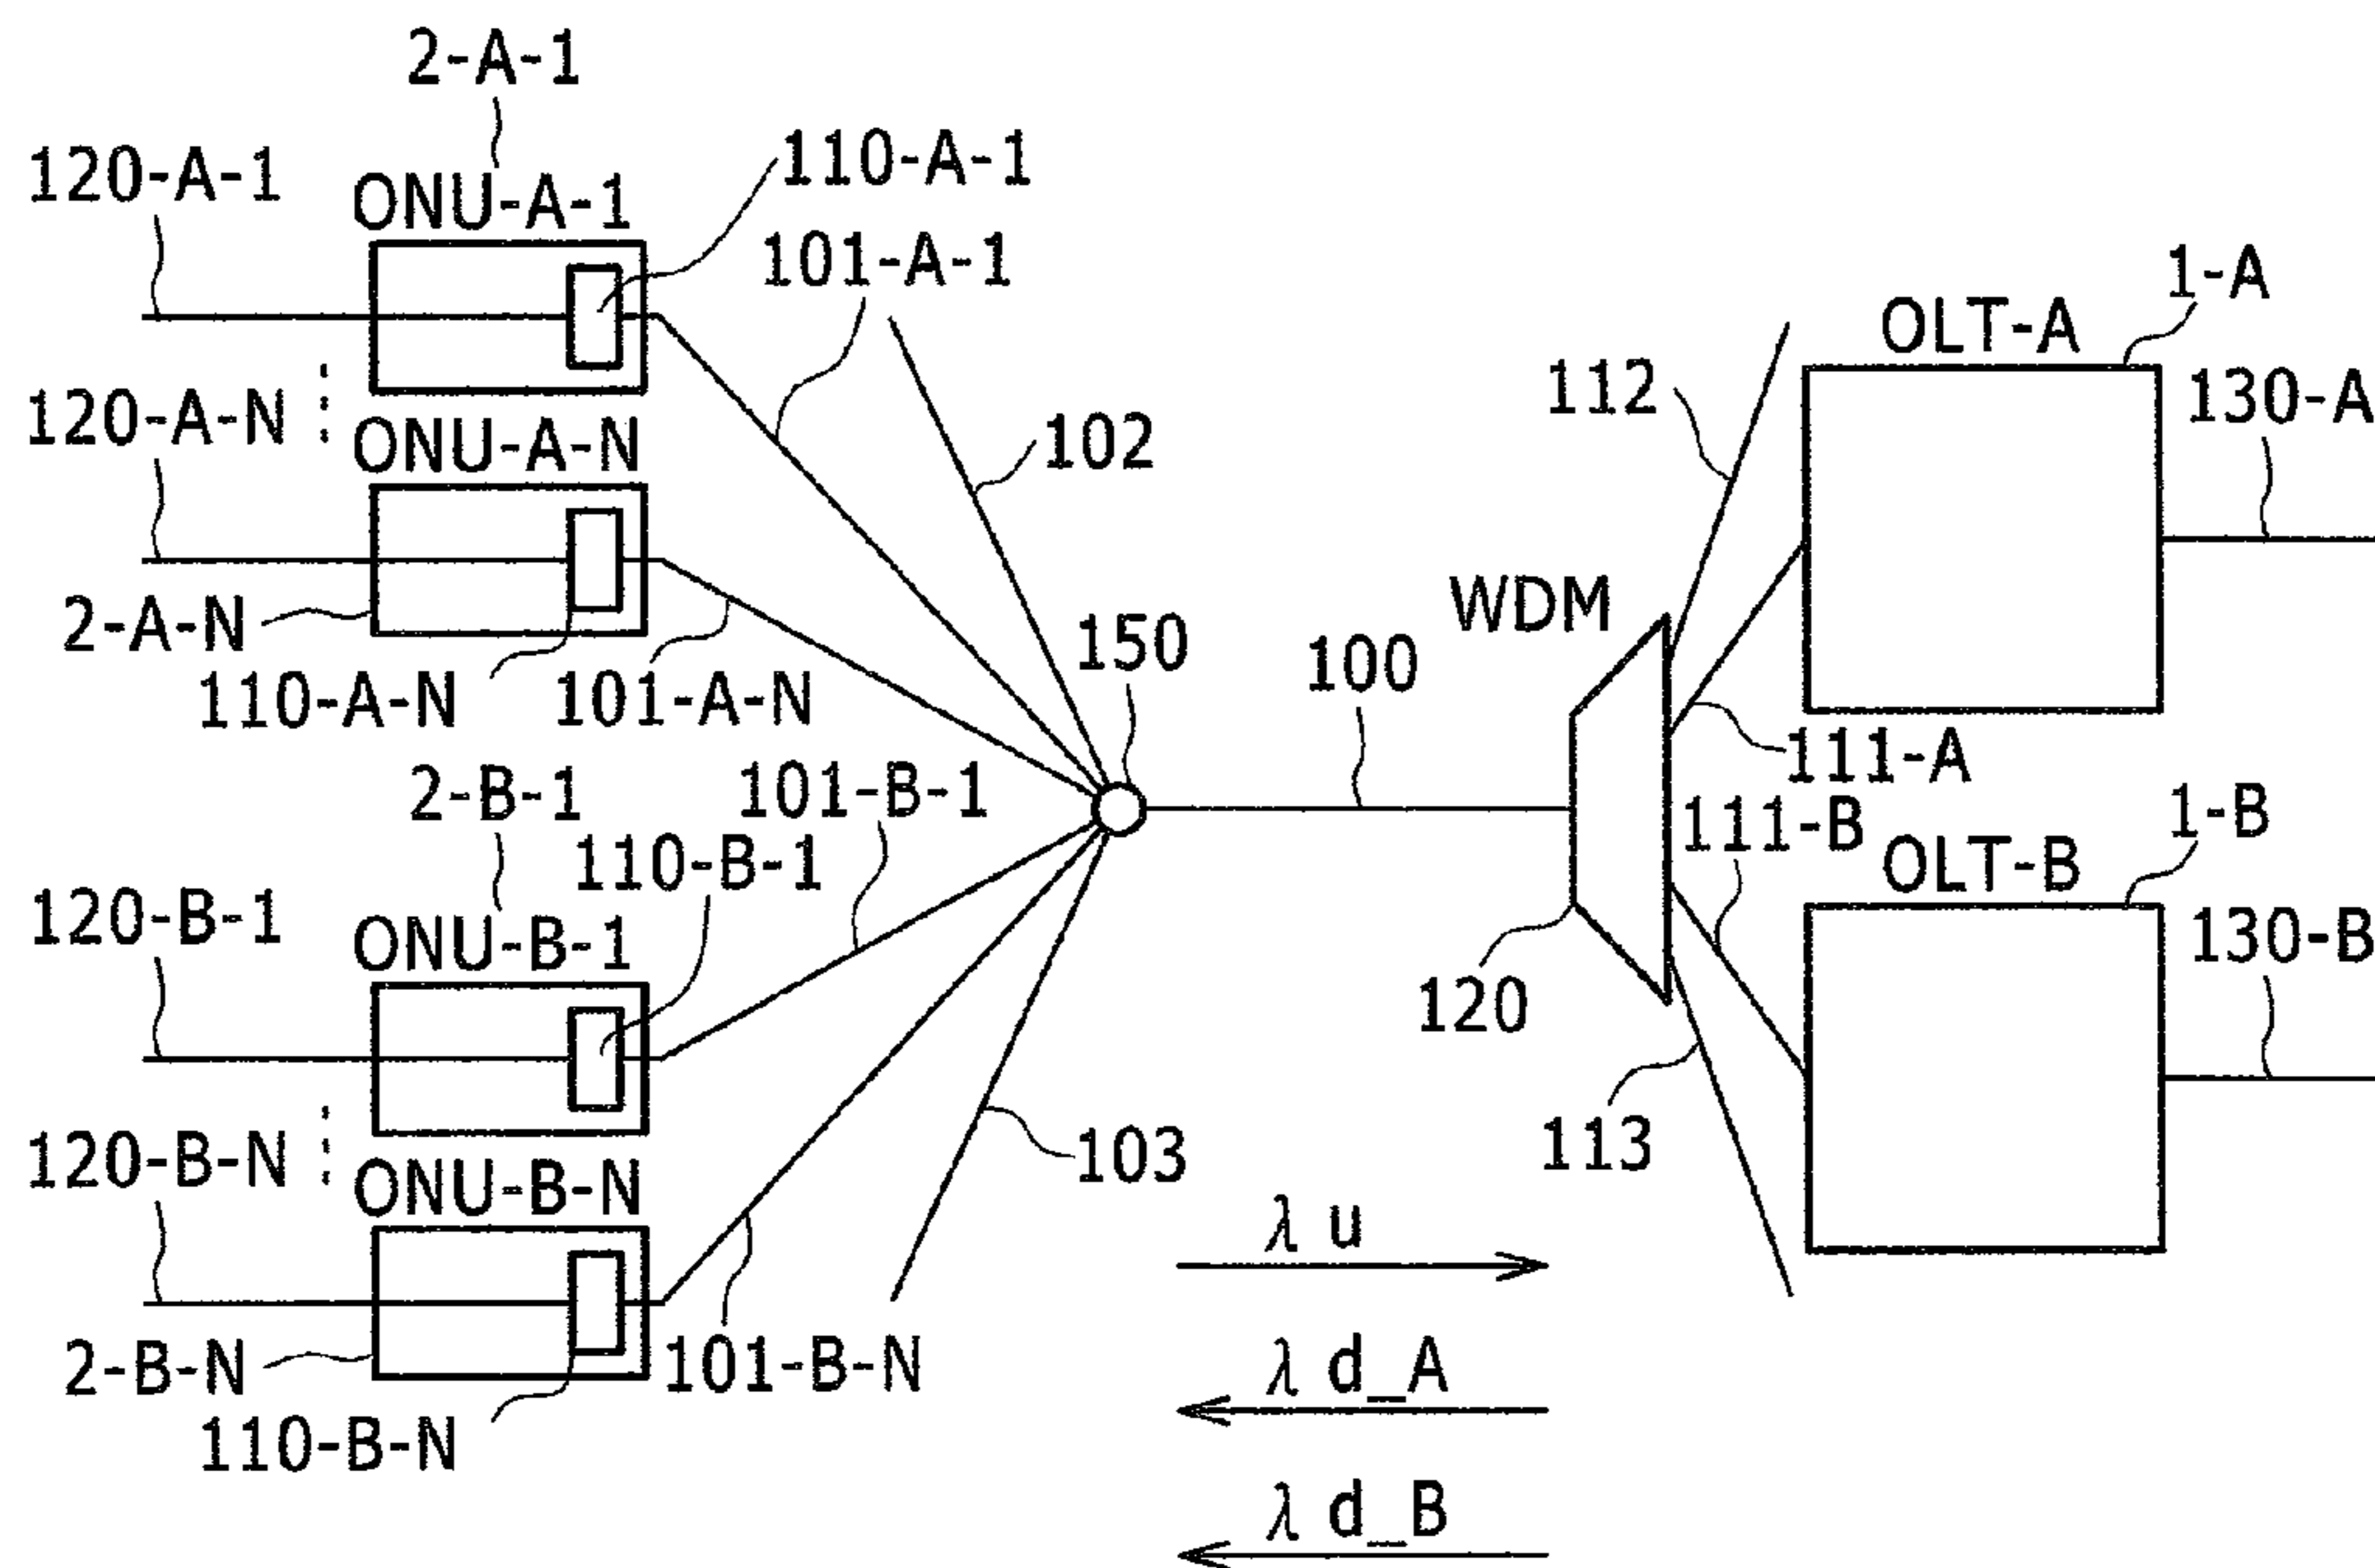 2-A-1
120-A-1
110-A-1
ONU-A-1
101-A-1
1-A
OLT-A
112
130-A
120-A-N
ONU-A-N
102
WDM
2-A-N
150
100
110-A-N
101-A-N
111-A
2-B-1
101-B-1
1-B
111-B
110-B-1
OLT-B
120-B-1
ONU-B-1
130-B
120
113
103
120-B-N
ONU-B-N
λ u
2-B-N
101-B-N
λ d_A
110-B-N
λ d_B